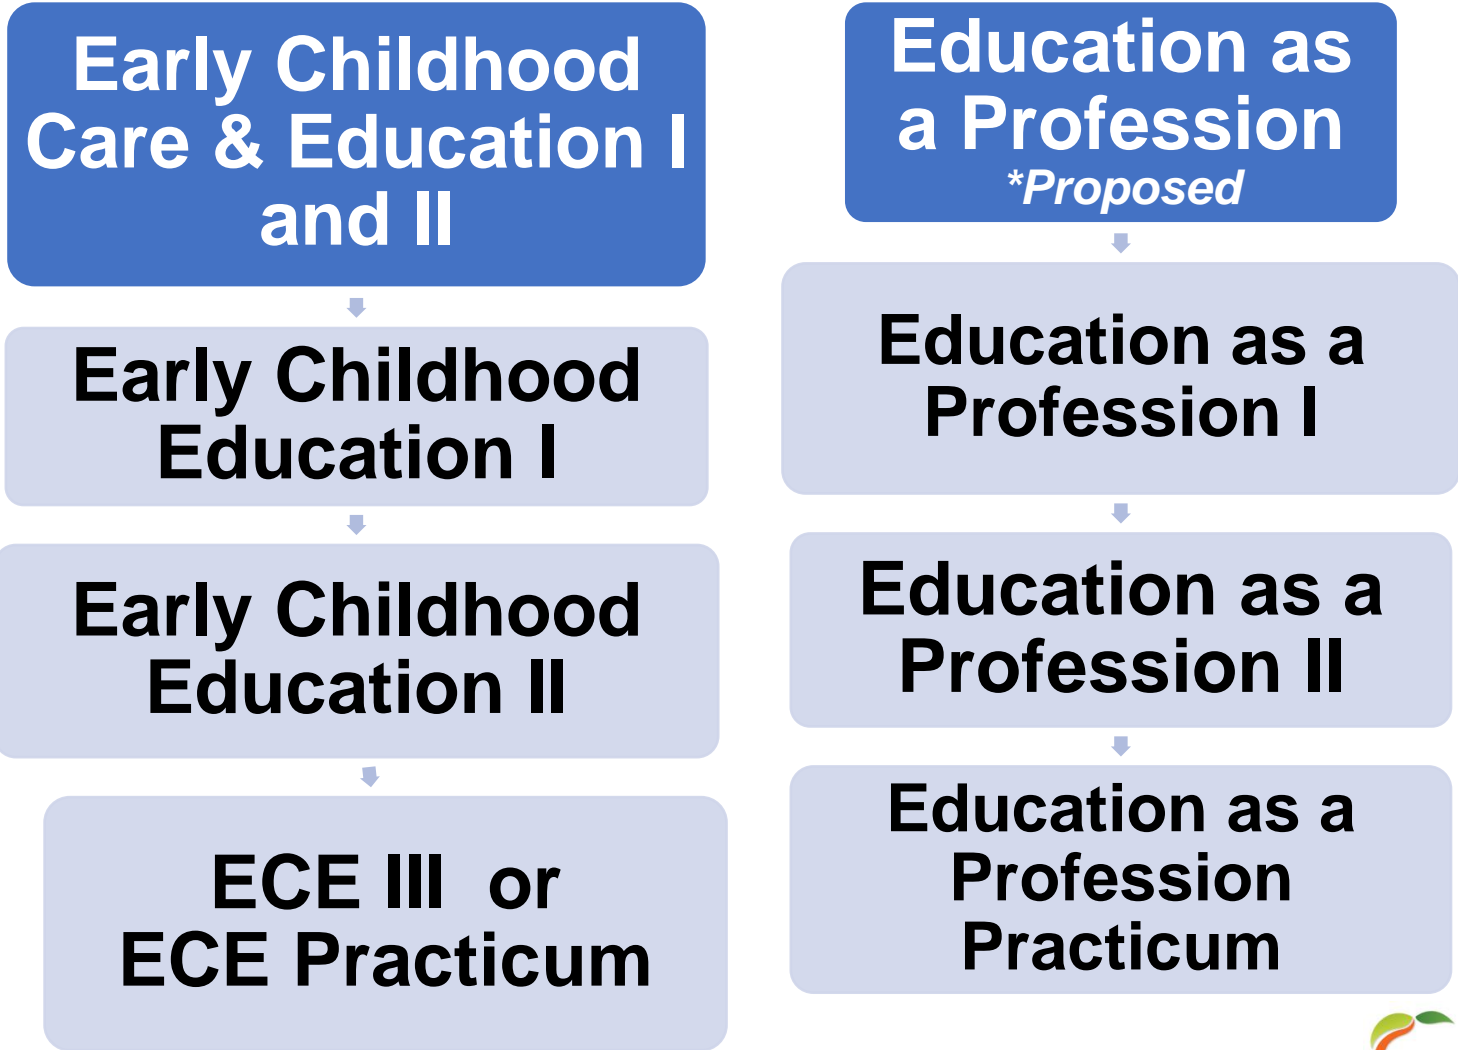 Early Childhood
Care & Education I
and II
Early Childhood
Education I
Early Childhood
Education II
ECE III or
ECE Practicum
Education as
a Profession
*Proposed
Education as a
Profession I
Education as a
Profession II
Education as a
Profession
Practicum